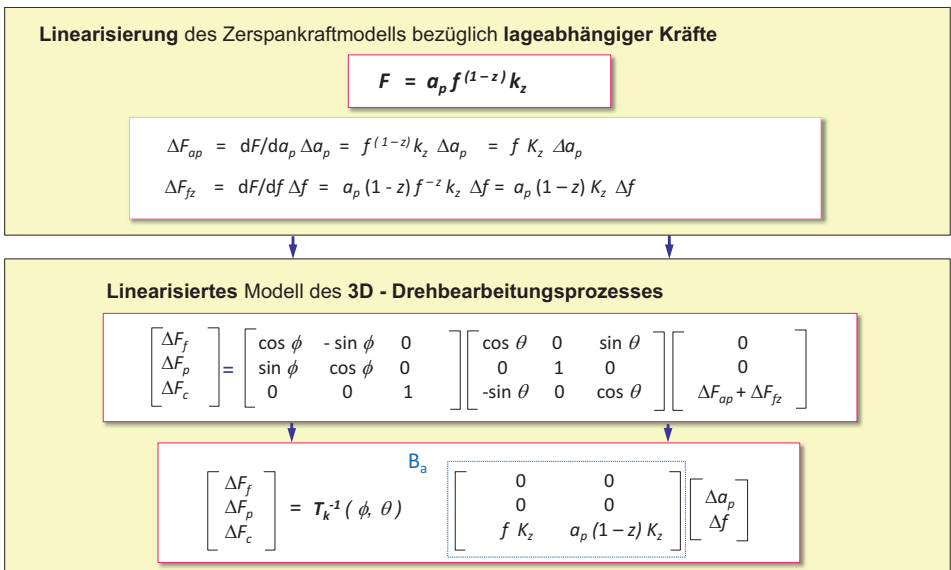 Linearisierung des Zerspankraftmodells bezüglich lageabhängiger Kräfte
F = a_p f^(1 – z) k_z
ΔF_ap = dF/da_p Δa_p = f^(1–z) k_z Δa_p = f K_z Δa_p
ΔF_fz = dF/df Δf = a_p (1 - z) f^–z k_z Δf = a_p (1 – z) K_z Δf
Linearisiertes Modell des 3D - Drehbearbeitungsprozesses
ΔF_f cos ϕ - sin ϕ 0 cos θ 0 sin θ 0
ΔF_p = sin ϕ cos ϕ 0 0 1 0 0
ΔF_c 0 0 1 -sin θ 0 cos θ ΔF_ap + ΔF_fz
B_a
ΔF_f 0 0 Δa_p
ΔF_p = T_k^-1 ( ϕ, θ ) 0 0 Δf
ΔF_c f K_z a_p (1 – z) K_z